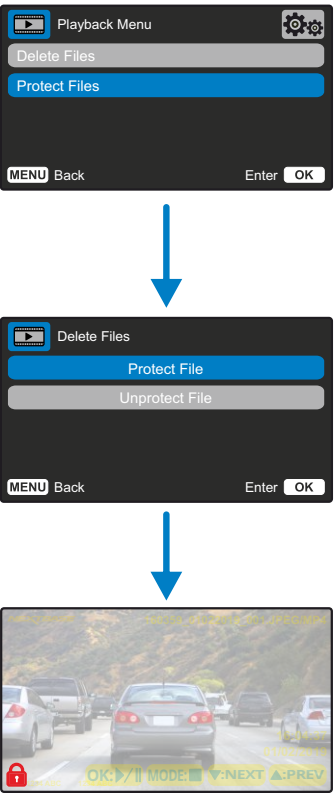 Playback Menu
Delete Files
Protect Files
MENU Back Enter OK
Delete Files
Protect File
Unprotect File
MENU Back Enter OK
OK:▶/II MODE:■ ▼:NEXT ▲:PREV